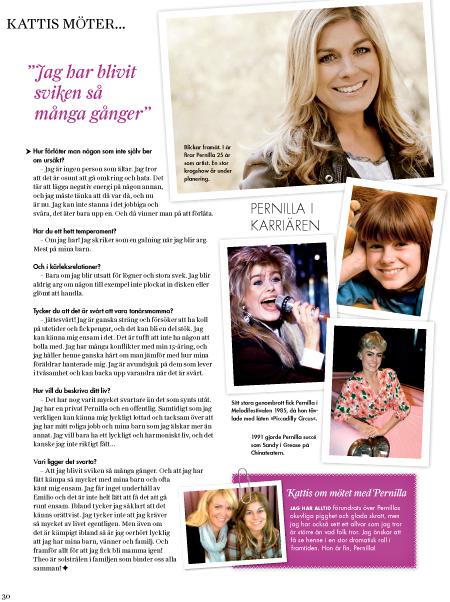 KATTIS MÖTER...
”Jag har blivit
sviken så
många gånger”
Hur förlåter man någon som inte själv ber
om ursäkt?
– Jag är ingen person som ältar. Jag tror
att det är osunt att gå omkring och hata. Det
tär att lägga negativ energi på någon annan,
och jag måste tänka att då var då, och nu
är nu. Jag kan inte stanna i det jobbiga och
svåra, det äter bara upp en. Och då vinner man på att förlåta.
Har du ett hett temperament?
– Om jag har! Jag skriker som en galning när jag blir arg.
Mest på mina barn.
Och i kärleksrelationer?
– Bara om jag blir utsatt för lögner och stora svek. Jag blir
aldrig arg om någon till exempel inte plockat in disken eller
glömt att handla.
Tycker du att det är svårt att vara tonårsmamma?
– Jättesvårt! Jag är ganska sträng och försöker att ha koll
på utetider och fickpengar, och det kan bli en del stök. Jag
kan känna mig ensam i det. Det är tufft att inte ha någon att
bolla med. Jag har många konflikter med min 15-åring, och
jag håller henne ganska hårt om man jämför med hur mina
föräldrar hanterade mig. Jag är avundsjuk på dem som lever
i tvåsamhet och kan backa upp varandra när det är svårt.
Hur vill du beskriva ditt liv?
– Det har nog varit mycket svartare än det som synts utåt.
Jag har en privat Pernilla och en offentlig. Samtidigt som jag
verkligen kan känna mig lyckligt lottad och tacksam över att
jag har mitt roliga jobb och mina barn som jag älskar mer än
annat. Jag vill bara ha ett lyckligt och harmoniskt liv, och det
kanske jag inte riktigt fått...
Vari ligger det svarta?
– Att jag blivit sviken så många gånger. Och att jag har
fått kämpa så mycket med mina barn och ofta
känt mig ensam. Jag får inget underhåll av
Emilio och det är inte helt lätt att få det att gå
runt ensam. Ibland tycker jag såklart att det
känns orättvist. Jag tycker inte att jag kräver
så mycket av livet egentligen. Men även om
det är kämpigt ibland så är jag oerhört lycklig
att jag har mina barn, vänner och familj. Och
framför allt för att jag fick bli mamma igen!
Theo är solstrålen i familjen som binder oss alla
samman!
Blickar framåt. I år
firar Pernilla 25 år
som artist. En stor
krogshow är under
planering.
PERNILLA I
KARRIÄREN
Sitt stora genombrott fick Pernilla i
Melodifestivalen 1985, då hon täv-
lade med låten »Piccadilly Circus«.
1991 gjorde Pernilla succé
som Sandy i Grease på
Chinateatern.
Kattis om mötet med Pernilla
JAG HAR ALLTID förundrats över Pernillas
okuvliga pigghet och glada skratt, men
jag har också sett ett allvar som jag tror
är större än vad folk tror. Jag önskar att
få se henne i en stor dramatisk roll i
framtiden. Hon är fin, Pernilla!
30